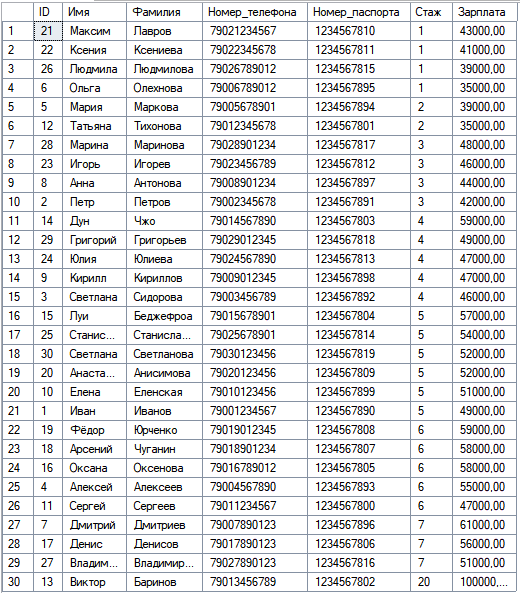 ID Имя Фамилия Номер_телефона Номер_паспорта Стаж Зарплата
1 21 Максим Лавров 79021234567 1234567810 1 43000,00
2 22 Ксения Ксениева 79022345678 1234567811 1 41000,00
3 26 Людмила Людмилова 79026789012 1234567815 1 39000,00
4 6 Ольга Олехнова 79006789012 1234567895 1 35000,00
5 5 Мария Маркова 79005678901 1234567894 2 39000,00
6 12 Татьяна Тихонова 79012345678 1234567801 2 35000,00
7 28 Марина Маринова 79028901234 1234567817 3 48000,00
8 23 Игорь Игорев 79023456789 1234567812 3 46000,00
9 8 Анна Антонова 79008901234 1234567897 3 44000,00
10 2 Петр Петров 79002345678 1234567891 3 42000,00
11 14 Дун Чжо 79014567890 1234567803 4 59000,00
12 29 Григорий Григорьев 79029012345 1234567818 4 49000,00
13 24 Юлия Юлиева 79024567890 1234567813 4 47000,00
14 9 Кирилл Кириллов 79009012345 1234567898 4 47000,00
15 3 Светлана Сидорова 79003456789 1234567892 4 46000,00
16 15 Луи Беджефроа 79015678901 1234567804 5 57000,00
17 25 Станис... Станисла... 79025678901 1234567814 5 54000,00
18 30 Светлана Светланова 79030123456 1234567819 5 52000,00
19 20 Анаста... Анисимова 79020123456 1234567809 5 52000,00
20 10 Елена Еленская 79010123456 1234567899 5 51000,00
21 1 Иван Иванов 79001234567 1234567890 5 49000,00
22 19 Фёдор Юрченко 79019012345 1234567808 6 59000,00
23 18 Арсений Чуганин 79018901234 1234567807 6 58000,00
24 16 Оксана Оксенова 79016789012 1234567805 6 58000,00
25 4 Алексей Алексеев 79004567890 1234567893 6 55000,00
26 11 Сергей Сергеев 79011234567 1234567800 6 47000,00
27 7 Дмитрий Дмитриев 79007890123 1234567896 7 61000,00
28 17 Денис Денисов 79017890123 1234567806 7 56000,00
29 27 Владим... Владимир... 79027890123 1234567816 7 51000,00
30 13 Виктор Баринов 79013456789 1234567802 20 100000,...